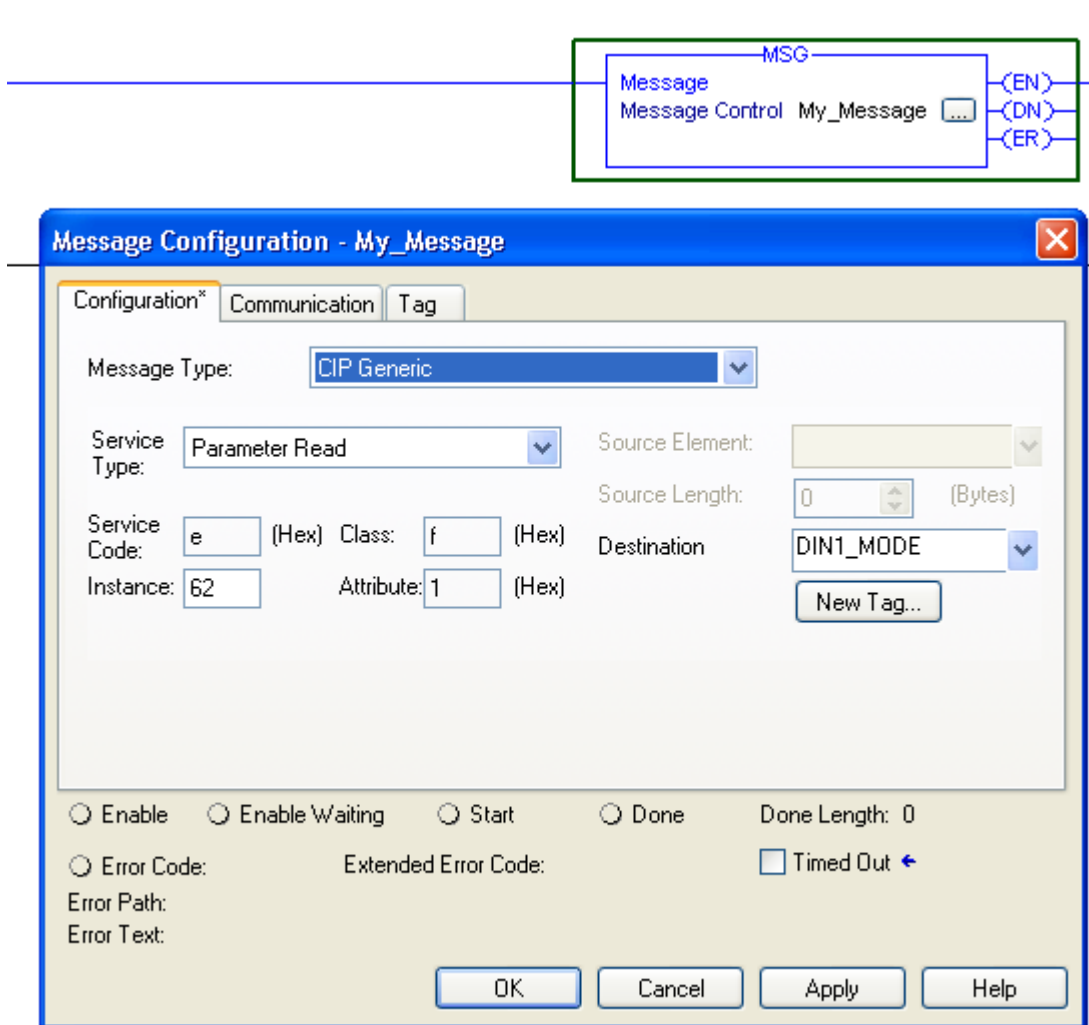 MSG
Message
Message Control My_Message ...
(EN)
(DN)
(ER)
Message Configuration - My_Message
Configuration* Communication Tag
Message Type: CIP Generic
Service Type: Parameter Read
Source Element:
Source Length: 0 (Bytes)
Service Code: e (Hex) Class: f (Hex)
Destination DIN1_MODE
Instance: 62 Attribute: 1 (Hex)
New Tag...
Enable Enable Waiting Start Done Done Length: 0
Error Code: Extended Error Code: Timed Out
Error Path:
Error Text:
OK Cancel Apply Help